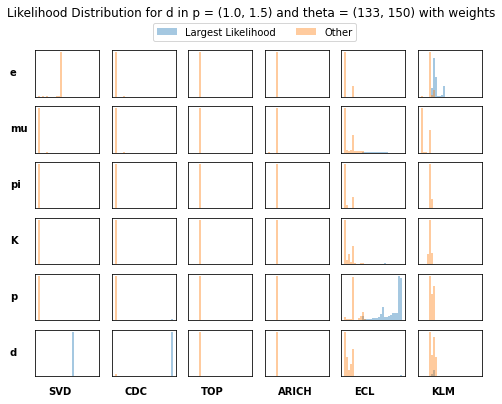 Likelihood Distribution for d in p = (1.0, 1.5) and theta = (133, 150) with weights
Largest Likelihood Other
e
mu
pi
K
p
d
SVD CDC TOP ARICH ECL KLM